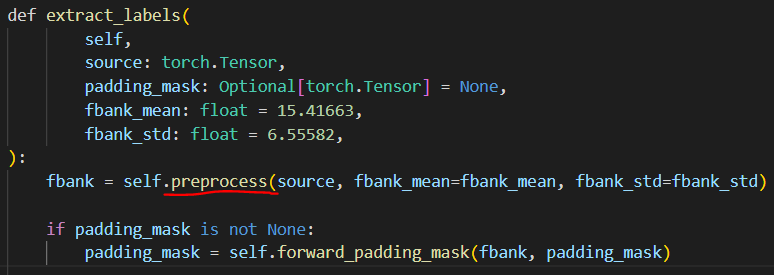 def extract_labels(
self,
source: torch.Tensor,
padding_mask: Optional[torch.Tensor] = None,
fbank_mean: float = 15.41663,
fbank_std: float = 6.55582,
):
fbank = self.preprocess(source, fbank_mean=fbank_mean, fbank_std=fbank_std)
if padding_mask is not None:
padding_mask = self.forward_padding_mask(fbank, padding_mask)